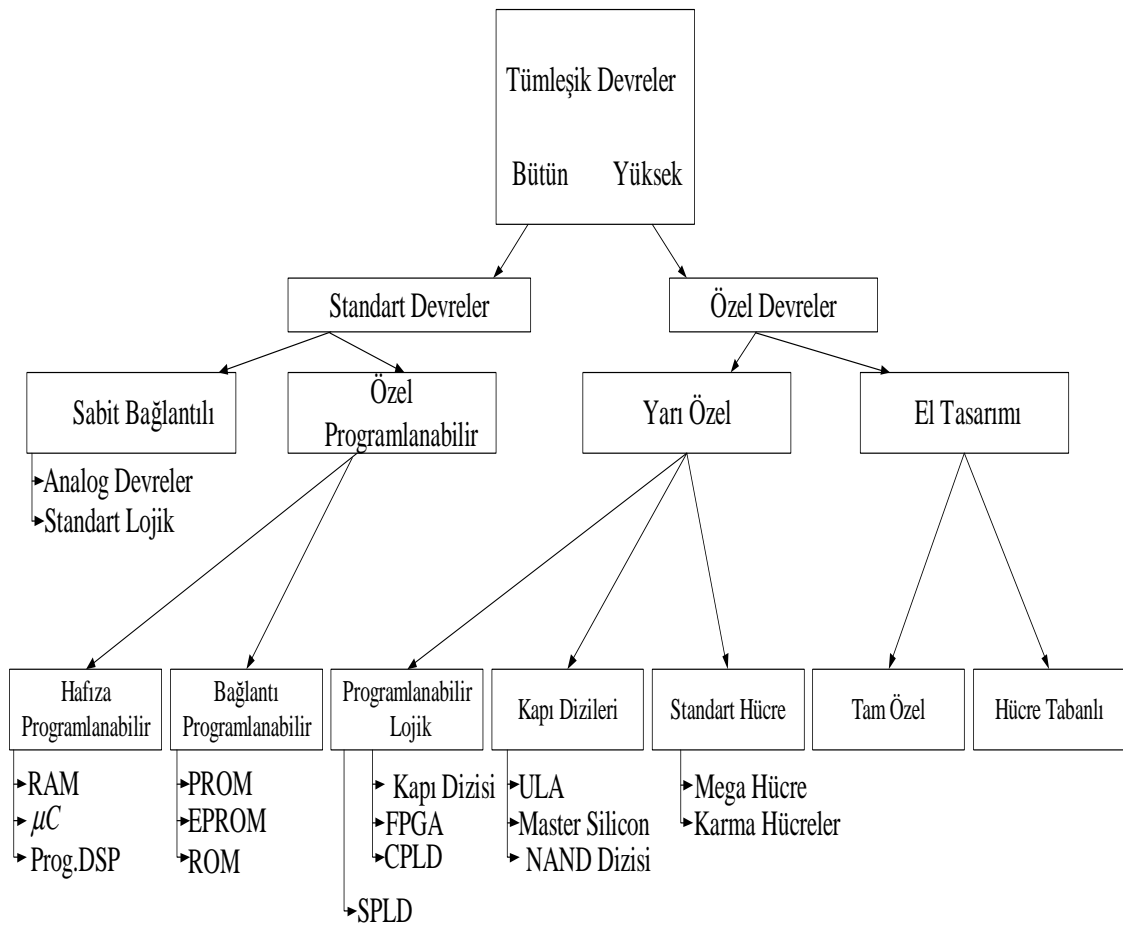 Tümleşik Devreler
Bütün Yüksek
Standart Devreler
Özel Devreler
Sabit Bağlantılı
Özel
Programlanabilir
Yarı Özel
El Tasarımı
Analog Devreler
Standart Lojik
Hafıza
Programlanabilir
Bağlantı
Programlanabilir
Programlanabilir
Lojik
Kapı Dizileri
Standart Hücre
Tam Özel
Hücre Tabanlı
RAM
μC
Prog.DSP
PROM
EPROM
ROM
Kapı Dizisi
FPGA
CPLD
SPLD
ULA
Master Silicon
NAND Dizisi
Mega Hücre
Karma Hücreler